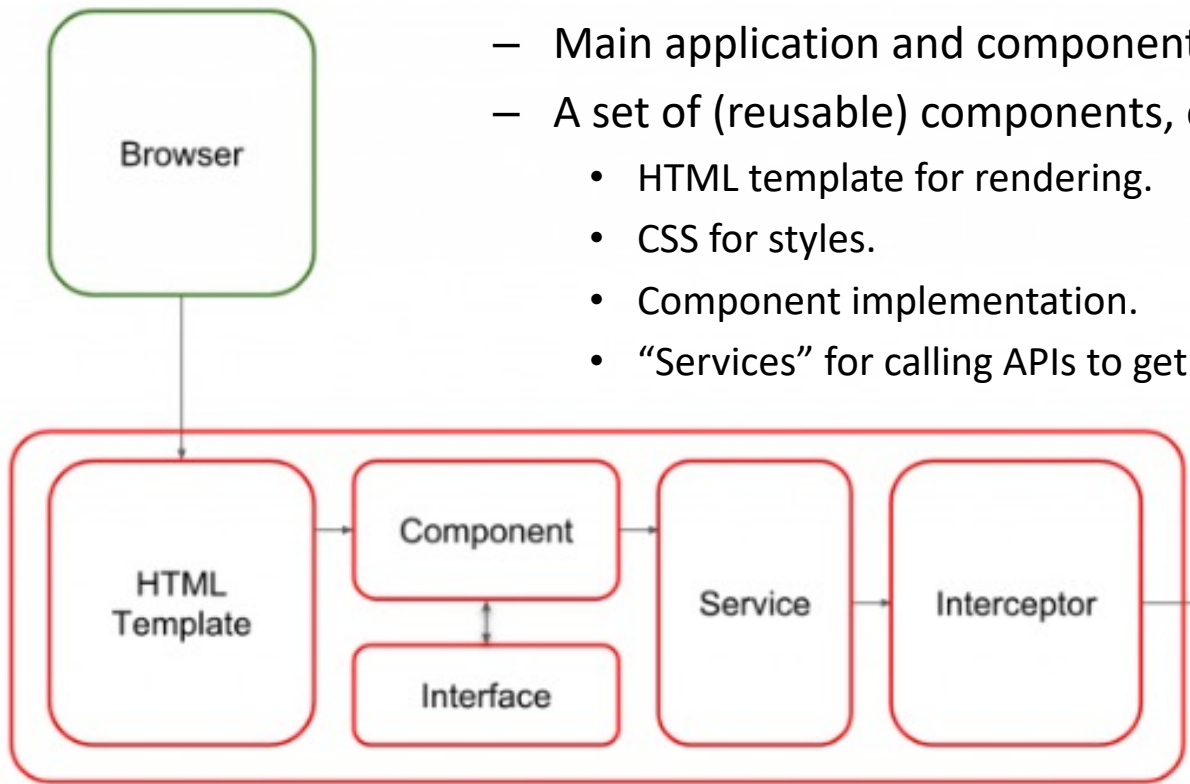 – Main application and component
– A set of (reusable) components,
• HTML template for rendering.
• CSS for styles.
• Component implementation.
• “Services” for calling APIs to get
Browser
HTML
Template
Component
Interface
Service
Interceptor